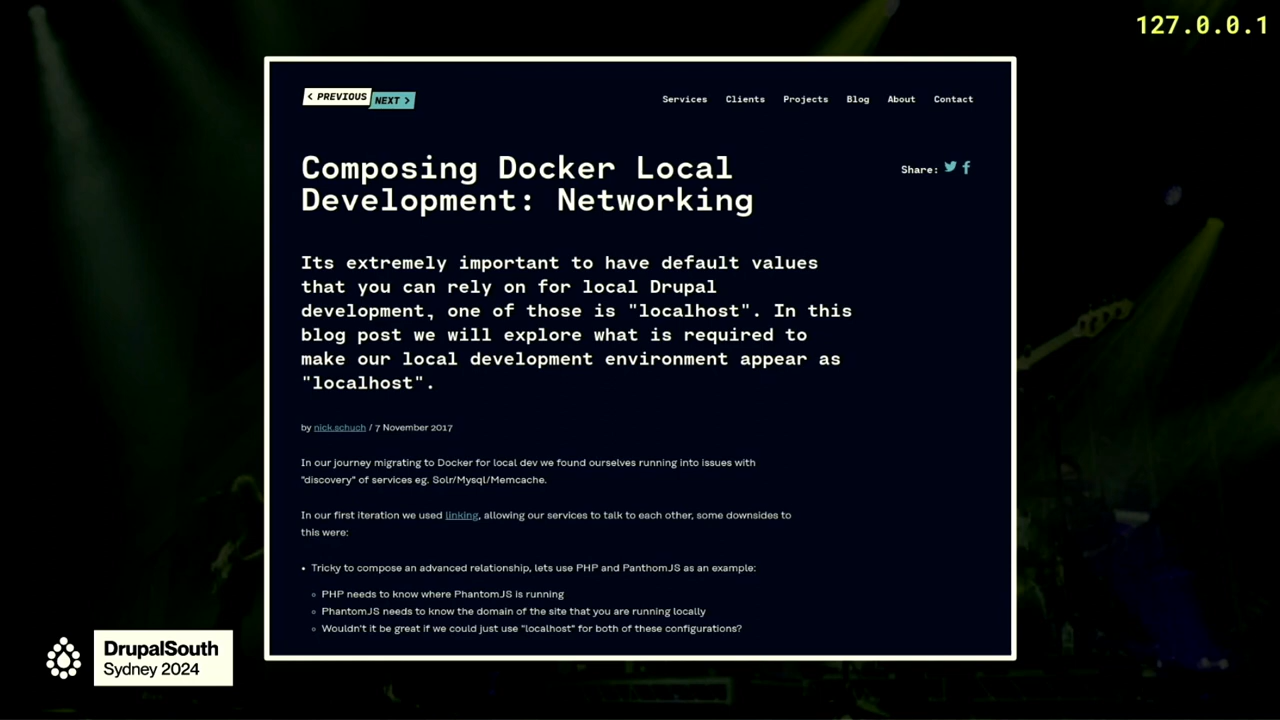 127.0.0.1
< PREVIOUS NEXT >
Services Clients Projects Blog About Contact
Composing Docker Local
Development: Networking
Share:
Its extremely important to have default values
that you can rely on for local Drupal
development, one of those is "localhost". In this
blog post we will explore what is required to
make our local development environment appear as
"localhost".
by nick.schuch / 7 November 2017
In our journey migrating to Docker for local dev we found ourselves running into issues with
"discovery" of services eg. Solr/Mysql/Memcache.
In our first iteration we used linking, allowing our services to talk to each other, some downsides to
this were:
• Tricky to compose an advanced relationship, lets use PHP and PanthomJS as an example:
◦ PHP needs to know where PhantomJS is running
◦ PhantomJS needs to know the domain of the site that you are running locally
◦ Wouldn't it be great if we could just use "localhost" for both of these configurations?
DrupalSouth
Sydney 2024